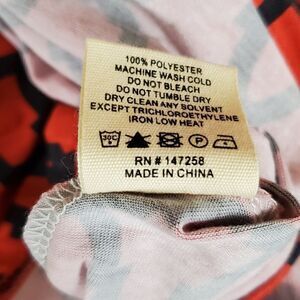 100% POLYESTER
MACHINE WASH COLD
DO NOT BLEACH
DO NOT TUMBLE DRY
DRY CLEAN ANY SOLVENT
EXCEPT TRICHLOROETHYLENE
IRON LOW HEAT
30C P
RN # 147258
MADE IN CHINA